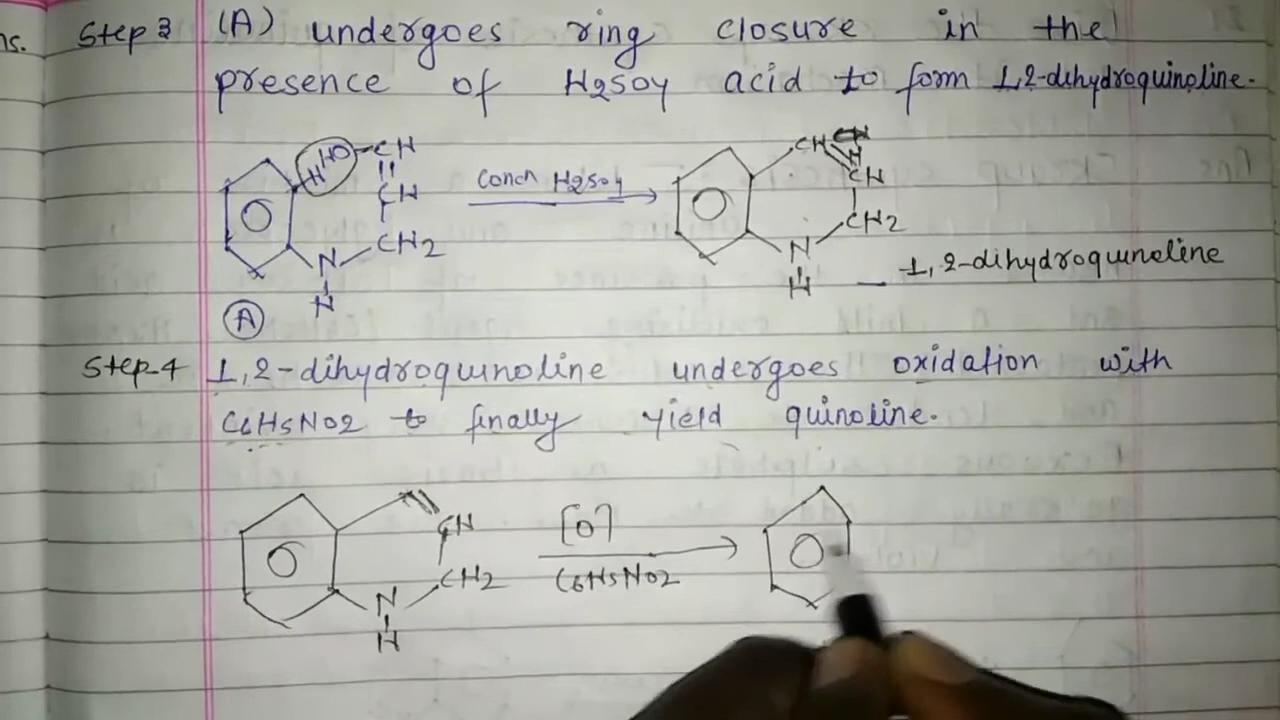 ns. Step 3 (A) undergoes ring closure in the
presence of H2SO4 acid to form 1,2-dihydroquinoline.
H HO-CH
CH
CH2
N
N
A
Conc. H2SO4
CH
CH
CH2
N
H
1,2-dihydroquinoline
Step-4 1,2-dihydroquinoline undergoes oxidation with
C6H5NO2 to finally yield quinoline.
CH
CH2
N
H
[O]
C6H5NO2